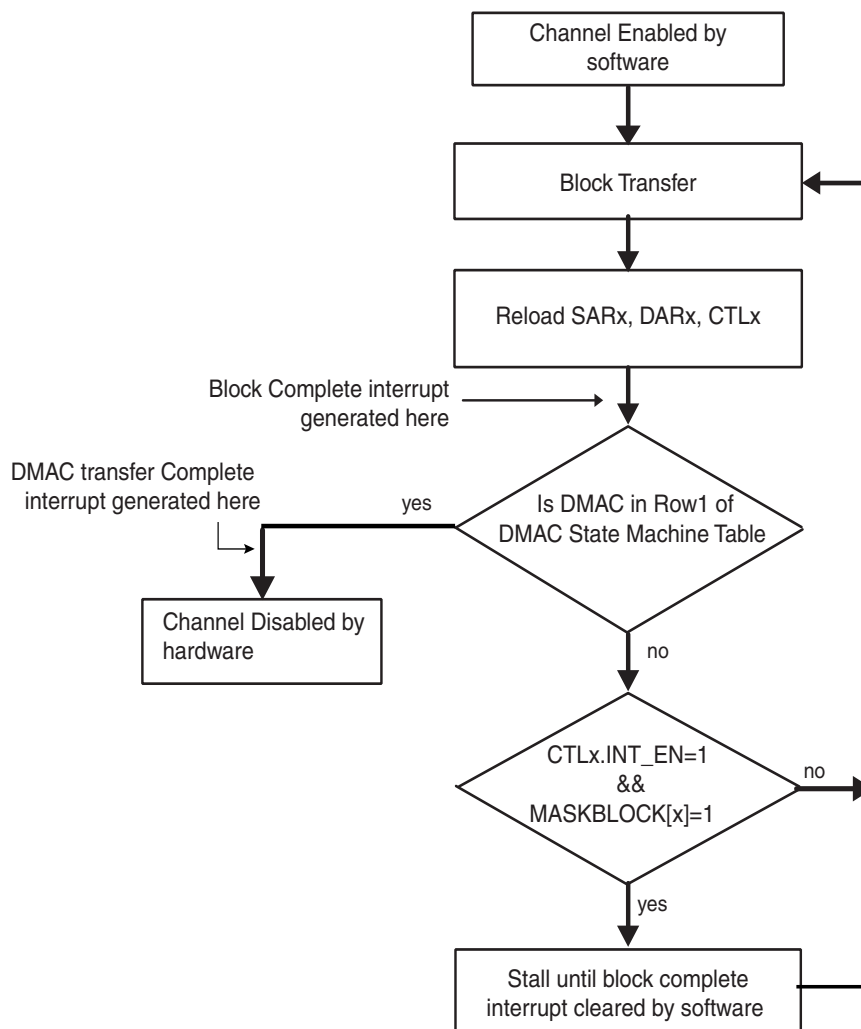 Channel Enabled by
software
Block Transfer
Reload SARx, DARx, CTLx
Block Complete interrupt
generated here
DMAC transfer Complete
interrupt generated here
yes
Is DMAC in Row1 of
DMAC State Machine Table
Channel Disabled by
hardware
no
CTLx.INT_EN=1
&&
MASKBLOCK[x]=1
no
yes
Stall until block complete
interrupt cleared by software